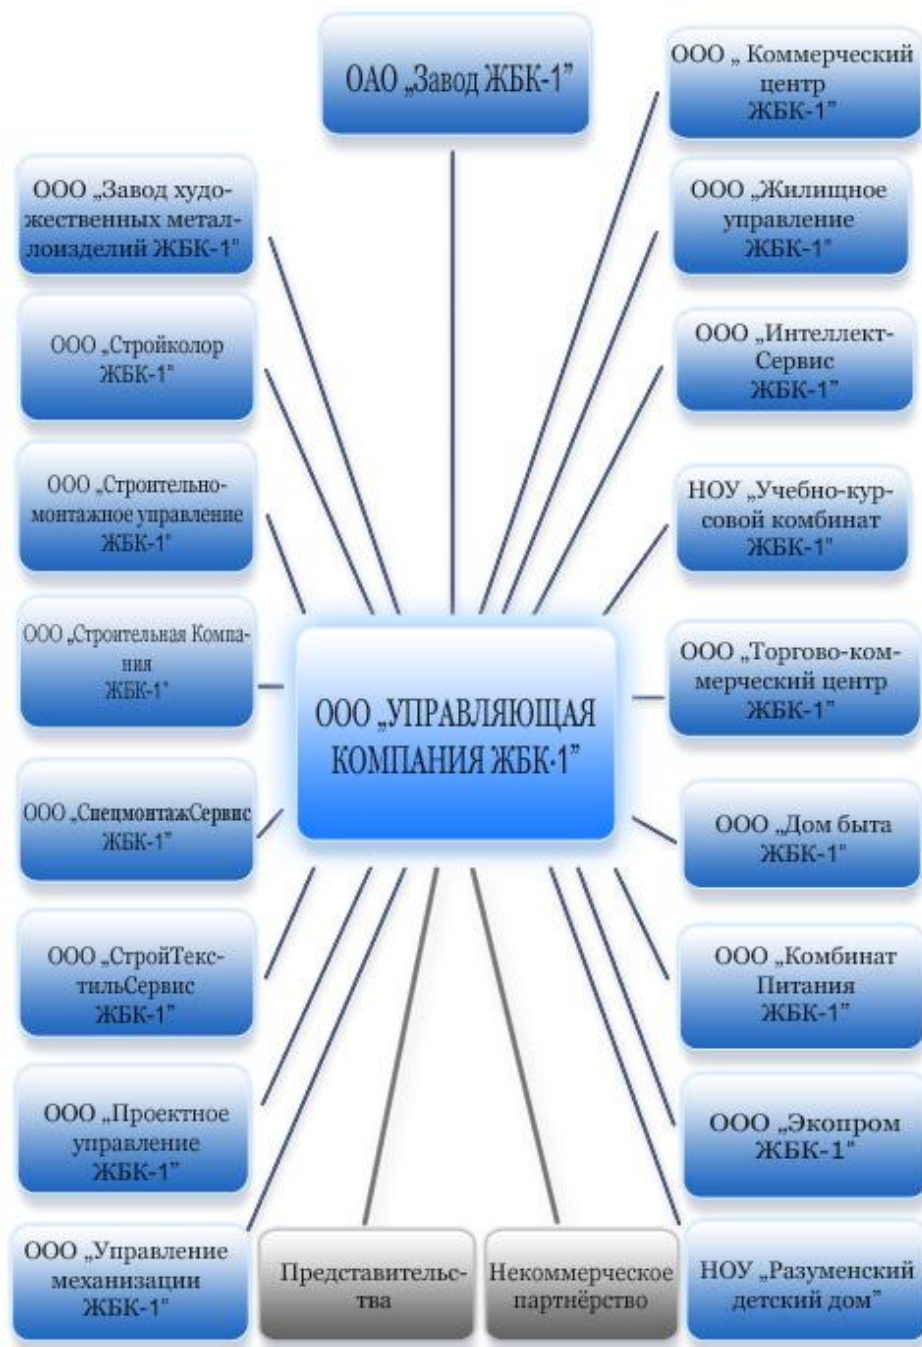 ОАО „Завод ЖБК-1”
ООО „ Коммерческий
центр
ЖБК-1”
ООО „Завод худо-
жественных метал-
лоизделий ЖБК-1"
ООО „Жилищное
управление
ЖБК-1"
ООО „Стройколор
ЖБК-1"
ООО „Интеллект-
Сервис
ЖБК-1"
ООО „Строительно-
монтажное управление
ЖБК-1"
НОУ „Учебно-кур-
совой комбинат
ЖБК-1"
ООО „Строительная Компа-
ния
ЖБК-1"
ООО „УПРАВЛЯЮЩАЯ
КОМПАНИЯ ЖБК-1”
ООО „Торгово-ком-
мерческий центр
ЖБК-1”
ООО „СпецмонтажСервис
ЖБК-1"
ООО „Дом быта
ЖБК-1"
ООО „СтройТекс-
тильСервис
ЖБК-1”
ООО „Комбинат
Питания
ЖБК-1”
ООО „Проектное
управление
ЖБК-1”
ООО „Экопром
ЖБК-1"
ООО „Управление
механизации
ЖБК-1"
Представительс-
тва
Некоммерческое
партнёрство
НОУ „Разуменский
детский дом”